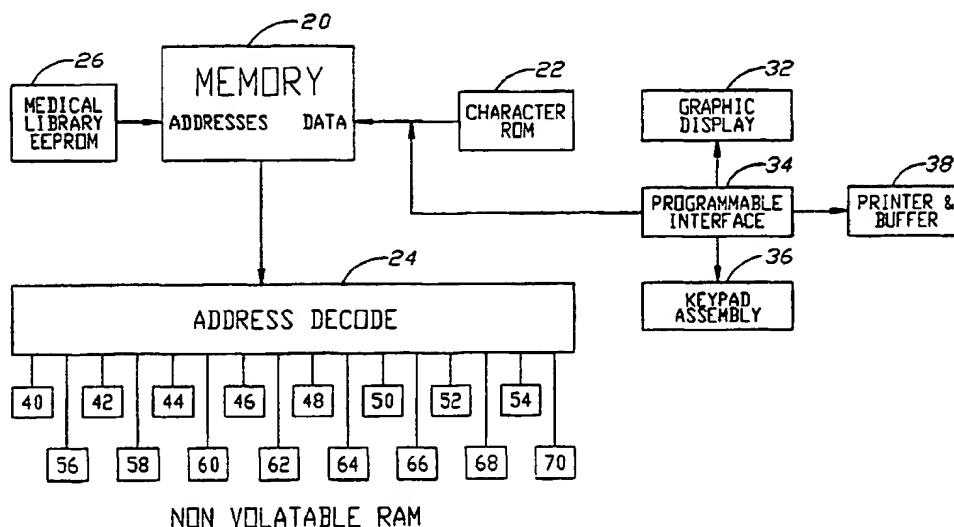 20
26
22
32
MEMORY
MEDICAL
LIBRARY
EEPROM
ADDRESSES DATA
CHARACTER
ROM
GRAPHIC
DISPLAY
34
38
PROGRAMMABLE
INTERFACE
PRINTER &
BUFFER
36
KEYPAD
ASSEMBLY
24
ADDRESS DECODE
40 42 44 46 48 50 52 54
56 58 60 62 64 66 68 70
NON VOLATABLE RAM